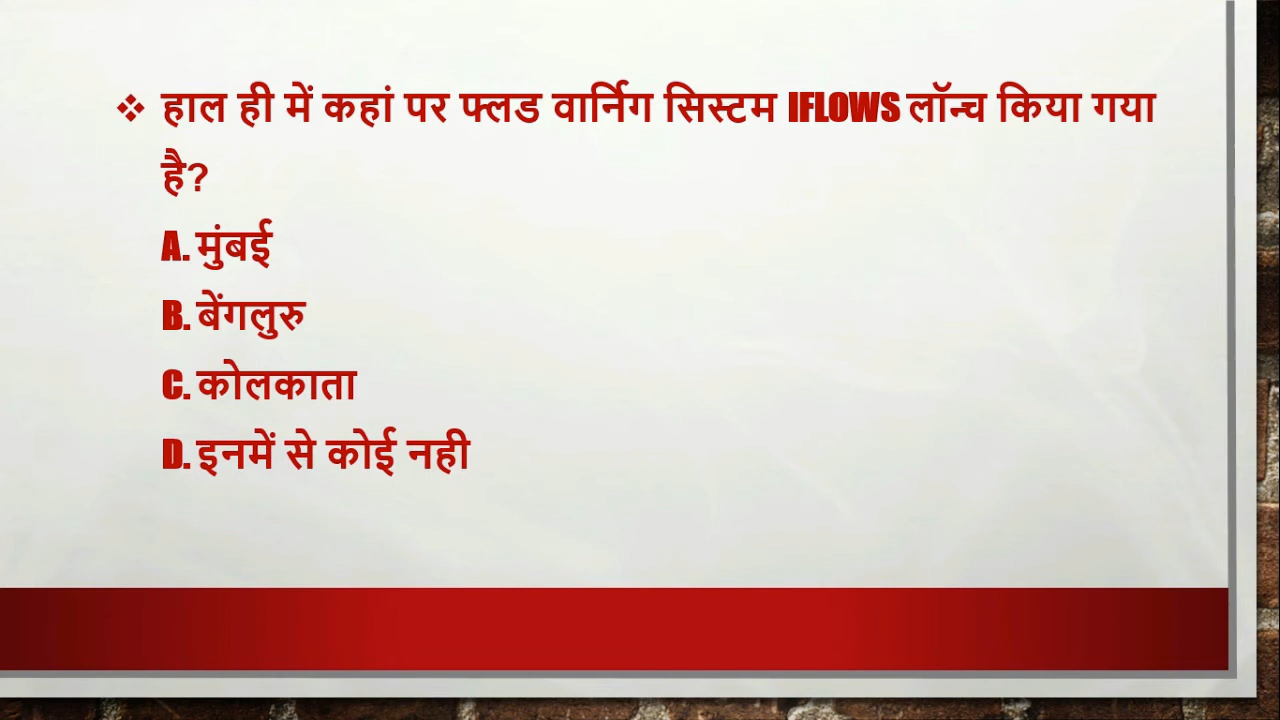 ❖ हाल ही में कहां पर फ्लड वार्निग सिस्टम IFLOWS लॉन्च किया गया
है?
A. मुंबई
B. बेंगलुरु
C. कोलकाता
D. इनमें से कोई नही